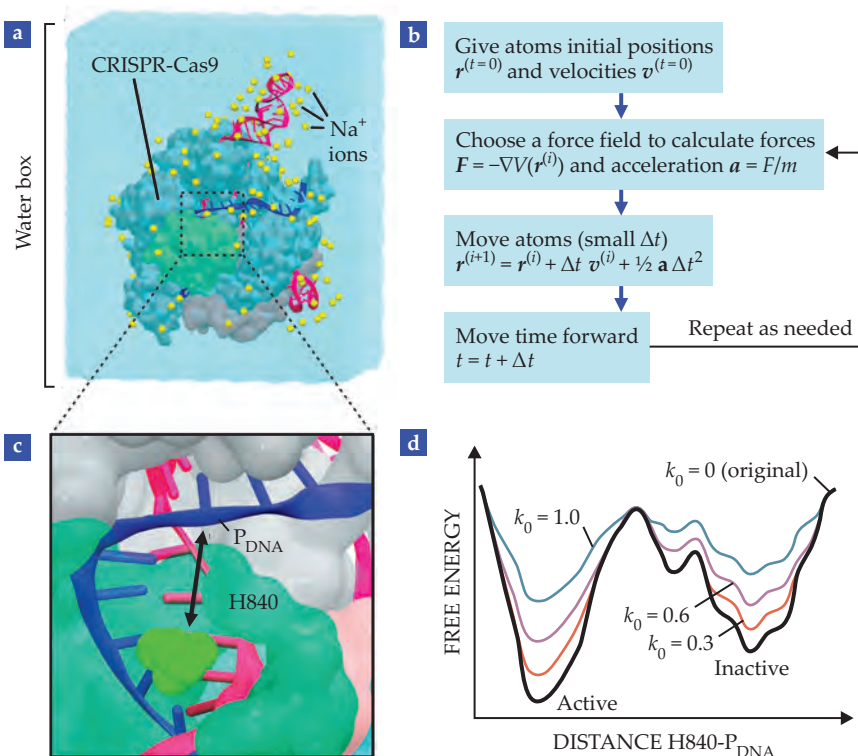 a
CRISPR-Cas9
Na⁺
ions
Water box
b
Give atoms initial positions
r⁽ᵗ⁼⁰⁾ and velocities v⁽ᵗ⁼⁰⁾
Choose a force field to calculate forces
F = −∇V(r⁽ⁱ⁾) and acceleration a = F/m
Move atoms (small Δt)
r⁽ⁱ⁺¹⁾ = r⁽ⁱ⁾ + Δt v⁽ⁱ⁾ + ½ a Δt²
Move time forward
t = t + Δt
Repeat as needed
c
P_DNA
H840
d
k₀ = 0 (original)
k₀ = 1.0
k₀ = 0.6
k₀ = 0.3
Inactive
Active
FREE ENERGY
DISTANCE H840-P_DNA